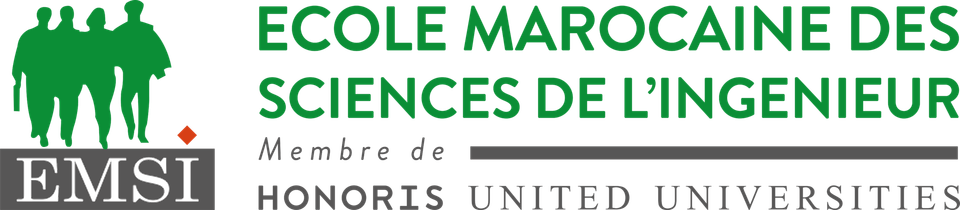 EMSI
ECOLE MAROCAINE DES
SCIENCES DE L'INGENIEUR
Membre de
HONORIS UNITED UNIVERSITIES